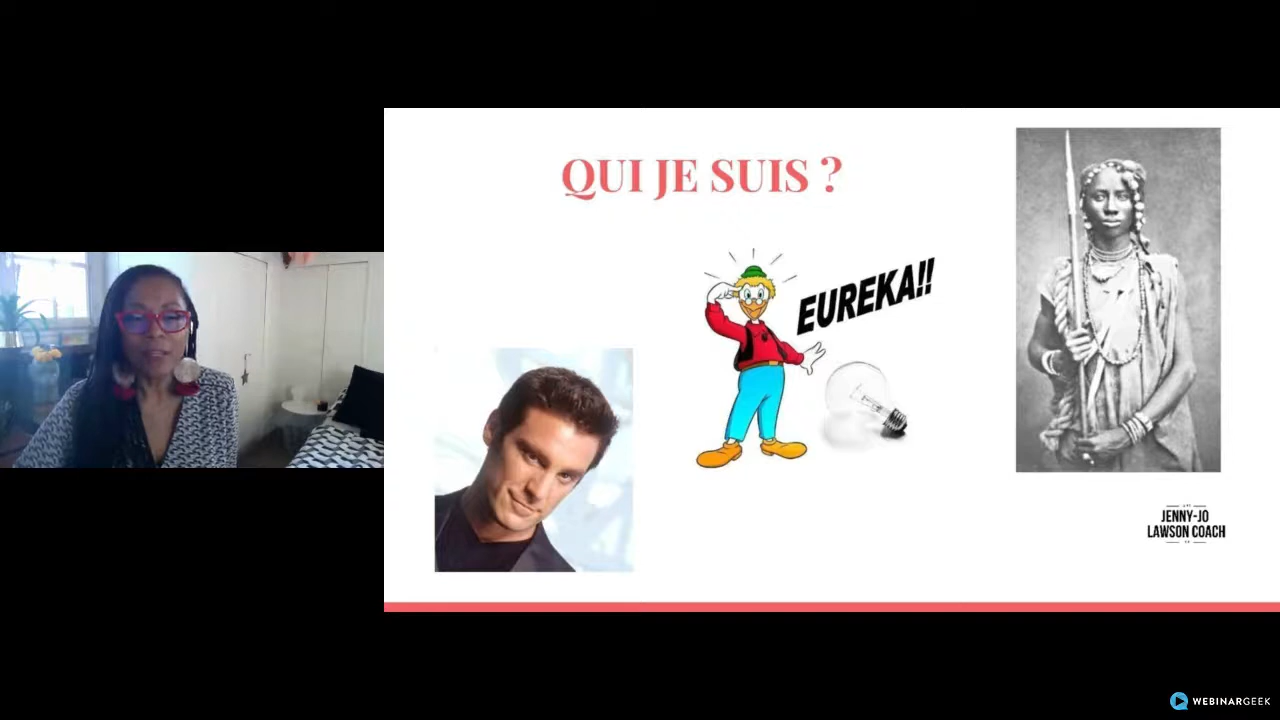 QUI JE SUIS ?
EUREKA!!
JENNY-JO
LAWSON COACH
WEBINARGEEK